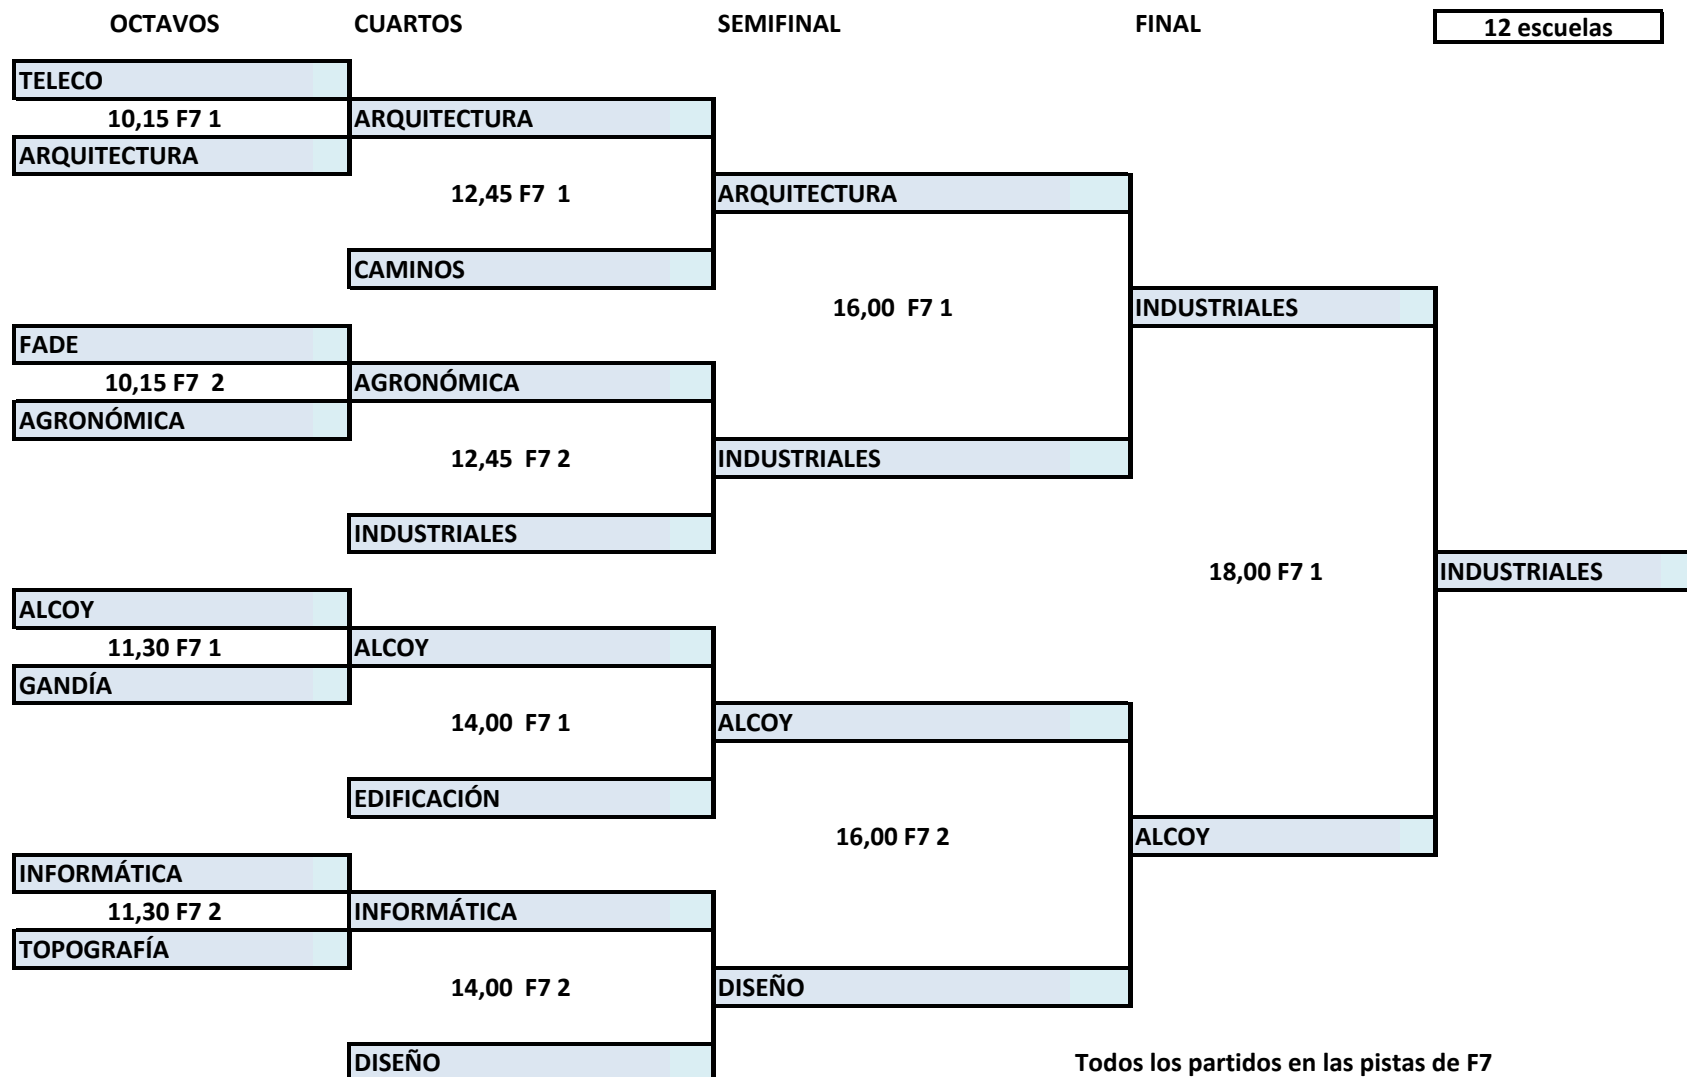 OCTAVOS CUARTOS SEMIFINAL FINAL 12 escuelas
TELECO
10,15 F7 1 ARQUITECTURA
ARQUITECTURA
12,45 F7  1 ARQUITECTURA
CAMINOS
16,00  F7 1 INDUSTRIALES
FADE
10,15 F7  2 AGRONÓMICA
AGRONÓMICA
12,45  F7 2 INDUSTRIALES
INDUSTRIALES
18,00 F7 1 INDUSTRIALES
ALCOY
11,30 F7 1 ALCOY
GANDÍA
14,00  F7 1 ALCOY
EDIFICACIÓN
16,00 F7 2 ALCOY
INFORMÁTICA
11,30 F7 2 INFORMÁTICA
TOPOGRAFÍA
14,00  F7 2 DISEÑO
DISEÑO Todos los partidos en las pistas de F7